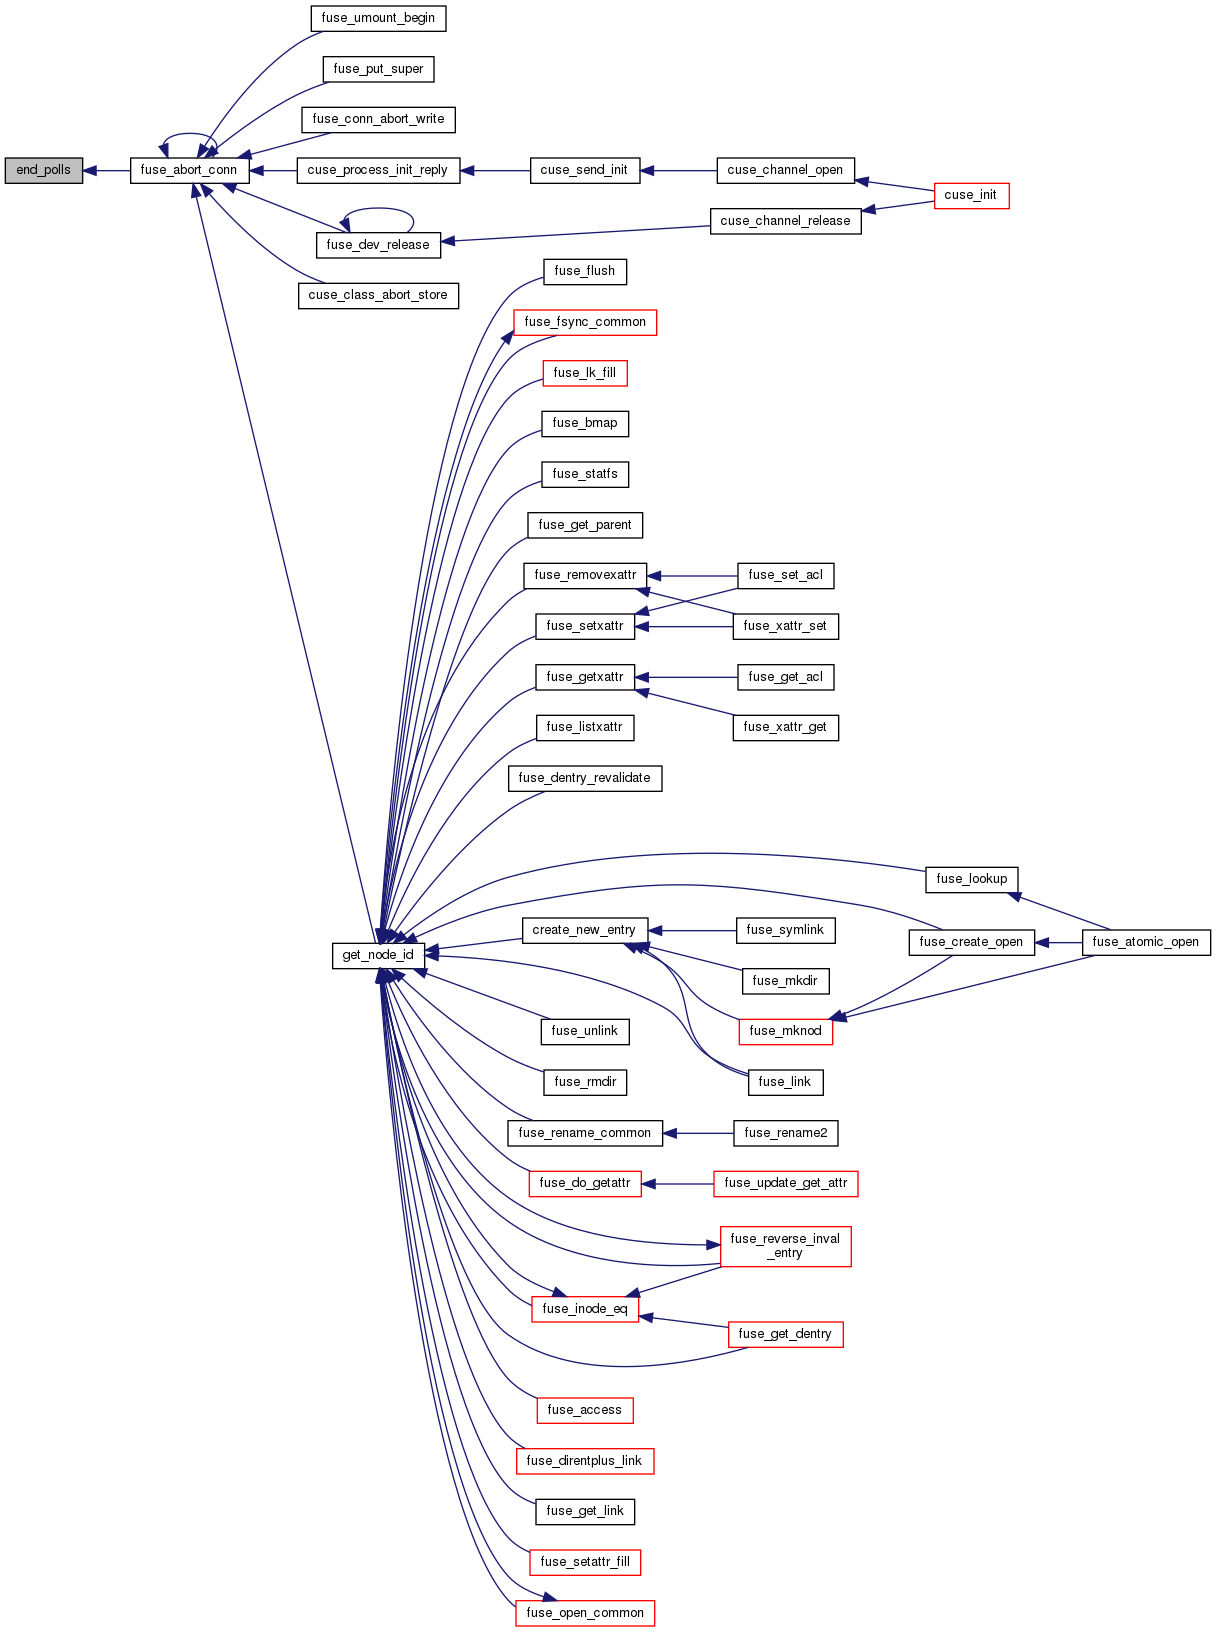 fuse_umount_begin
fuse_put_super
fuse_conn_abort_write
end_polls
fuse_abort_conn
cuse_process_init_reply
cuse_send_init
cuse_channel_open
cuse_init
cuse_channel_release
fuse_dev_release
cuse_class_abort_store
fuse_flush
fuse_fsync_common
fuse_lk_fill
fuse_bmap
fuse_statfs
fuse_get_parent
fuse_removexattr
fuse_set_acl
fuse_setxattr
fuse_xattr_set
fuse_getxattr
fuse_get_acl
fuse_listxattr
fuse_xattr_get
fuse_dentry_revalidate
fuse_lookup
create_new_entry
fuse_symlink
fuse_create_open
fuse_atomic_open
get_node_id
fuse_mkdir
fuse_unlink
fuse_mknod
fuse_rmdir
fuse_link
fuse_rename_common
fuse_rename2
fuse_do_getattr
fuse_update_get_attr
fuse_reverse_inval
_entry
fuse_inode_eq
fuse_get_dentry
fuse_access
fuse_direntplus_link
fuse_get_link
fuse_setattr_fill
fuse_open_common